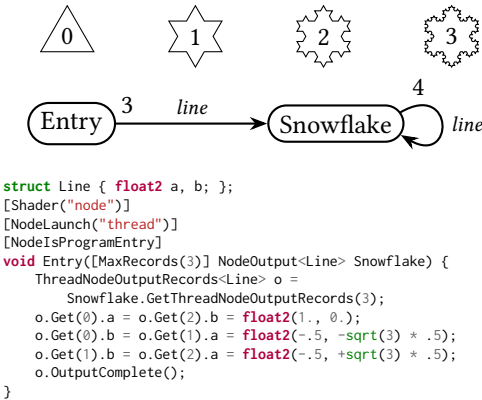 0 1 2 3
3 line 4
Entry Snowflake line
struct Line { float2 a, b; };
[Shader("node")]
[NodeLaunch("thread")]
[NodeIsProgramEntry]
void Entry([MaxRecords(3)] NodeOutput<Line> Snowflake) {
    ThreadNodeOutputRecords<Line> o =
        Snowflake.GetThreadNodeOutputRecords(3);
    o.Get(0).a = o.Get(2).b = float2(1., 0.);
    o.Get(0).b = o.Get(1).a = float2(-.5, -sqrt(3) * .5);
    o.Get(1).b = o.Get(2).a = float2(-.5, +sqrt(3) * .5);
    o.OutputComplete();
}